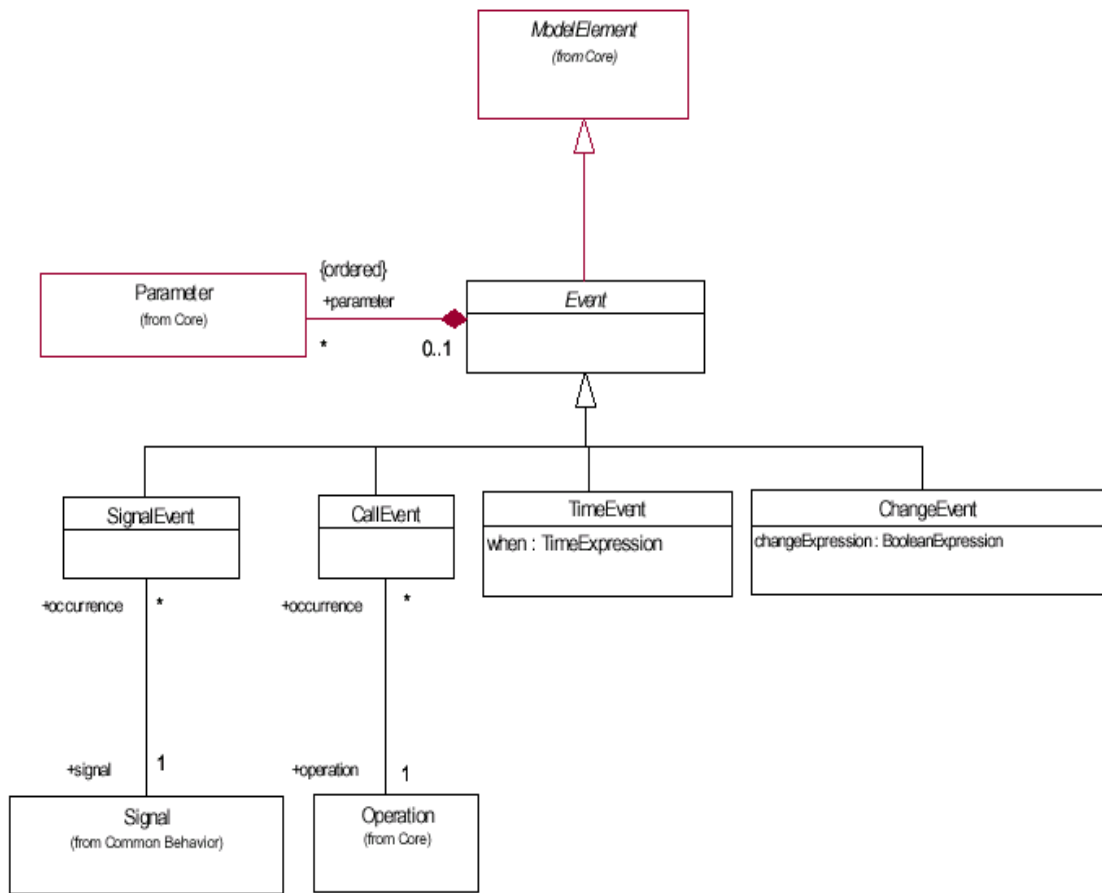 ModelElement
(from Core)
{ordered}
+parameter
Parameter
(from Core)
*
0..1
Event
SignalEvent
CallEvent
TimeEvent
when : TimeExpression
ChangeEvent
changeExpression : BooleanExpression
+occurrence
*
+occurrence
*
+signal
1
+operation
1
Signal
(from Common Behavior)
Operation
(from Core)